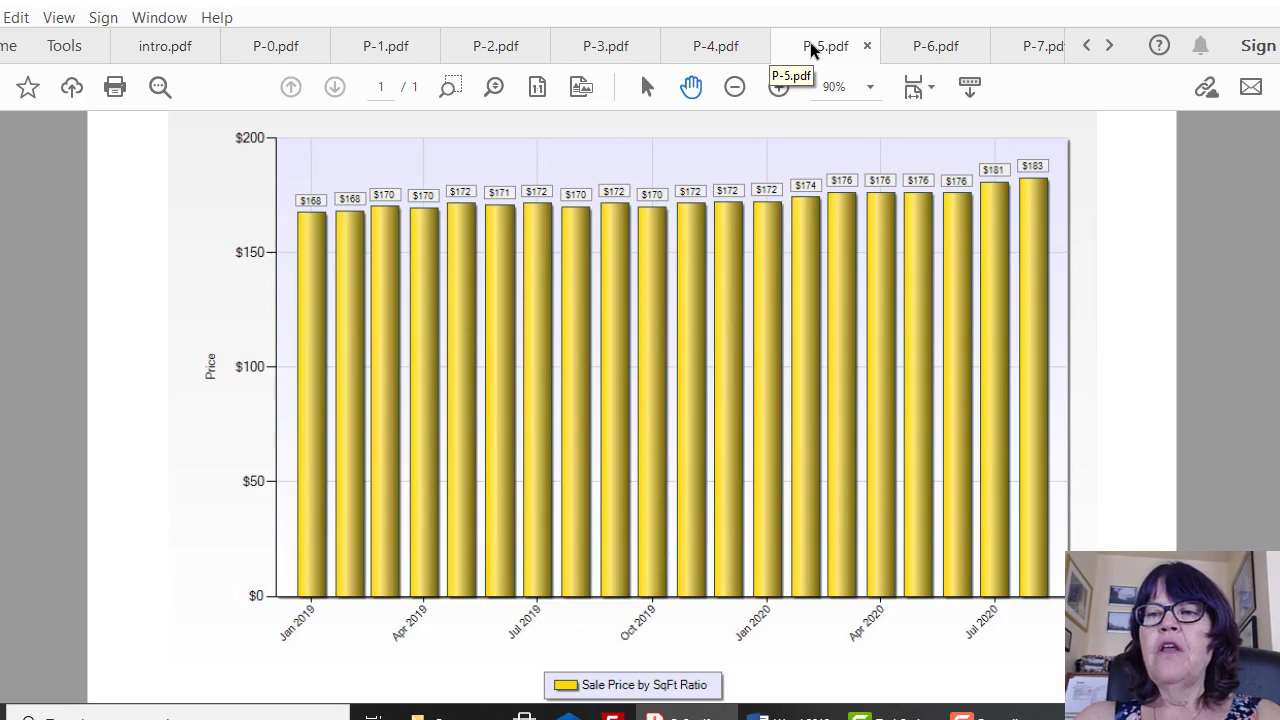 Edit View Sign Window Help
me Tools intro.pdf P-0.pdf P-1.pdf P-2.pdf P-3.pdf P-4.pdf P-5.pdf × P-6.pdf P-7.pd Sign
P-5.pdf
1 / 1 90%
$200
$168 $168 $170 $170 $172 $171 $172 $170 $172 $170 $172 $172 $172 $174 $176 $176 $176 $176 $181 $183
$150
$100
$50
$0
Price
Jan 2019 Apr 2019 Jul 2019 Oct 2019 Jan 2020 Apr 2020 Jul 2020
Sale Price by SqFt Ratio